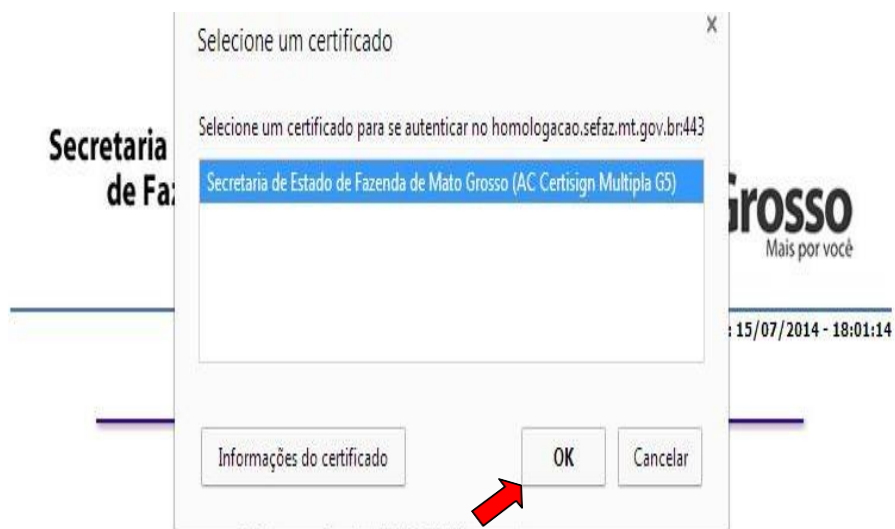 Selecione um certificado
x
Selecione um certificado para se autenticar no homologacao.sefaz.mt.gov.br:443
Secretaria
de Fa
Secretaria de Estado de Fazenda de Mato Grosso (AC Certisign Multipla G5)
Grosso
Mais por você
: 15/07/2014 - 18:01:14
Informações do certificado
OK
Cancelar